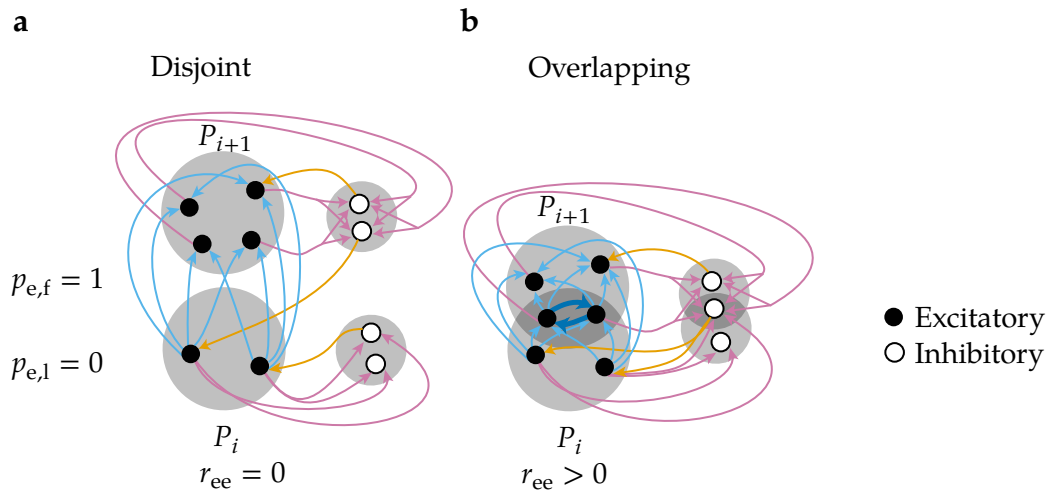 a
Disjoint
P_{i+1}
p_{e,f} = 1
p_{e,l} = 0
P_i
r_{ee} = 0
b
Overlapping
P_{i+1}
P_i
r_{ee} > 0
Excitatory
Inhibitory